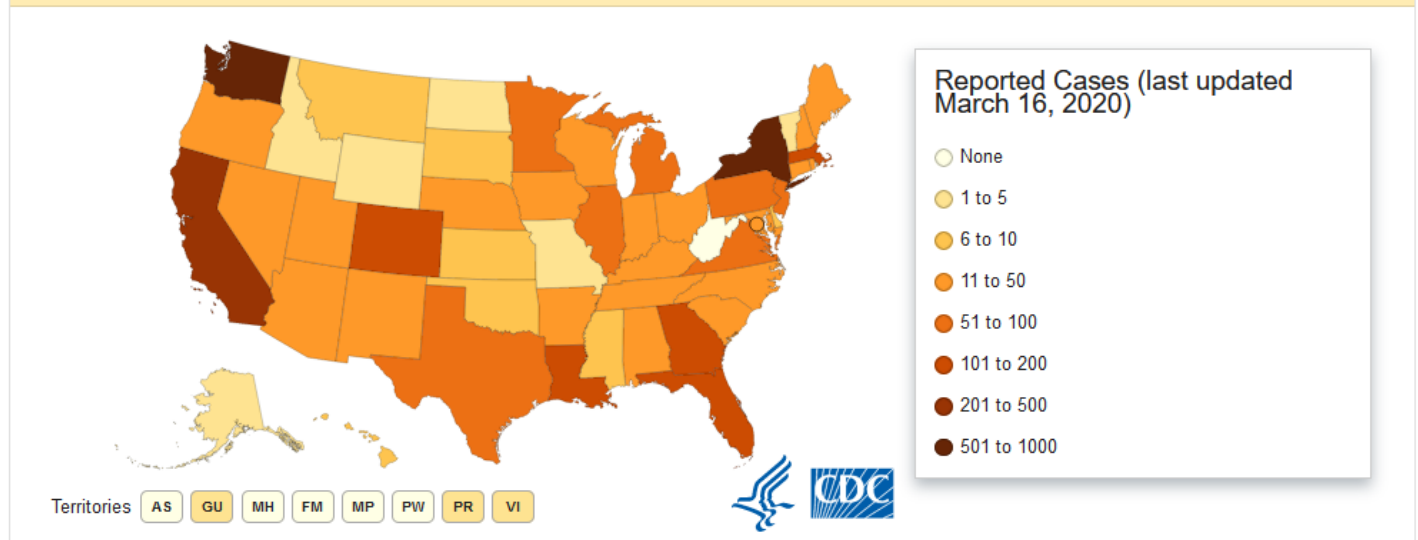 Reported Cases (last updated
March 16, 2020)
None
1 to 5
6 to 10
11 to 50
51 to 100
101 to 200
201 to 500
501 to 1000
CDC
Territories AS GU MH FM MP PW PR VI